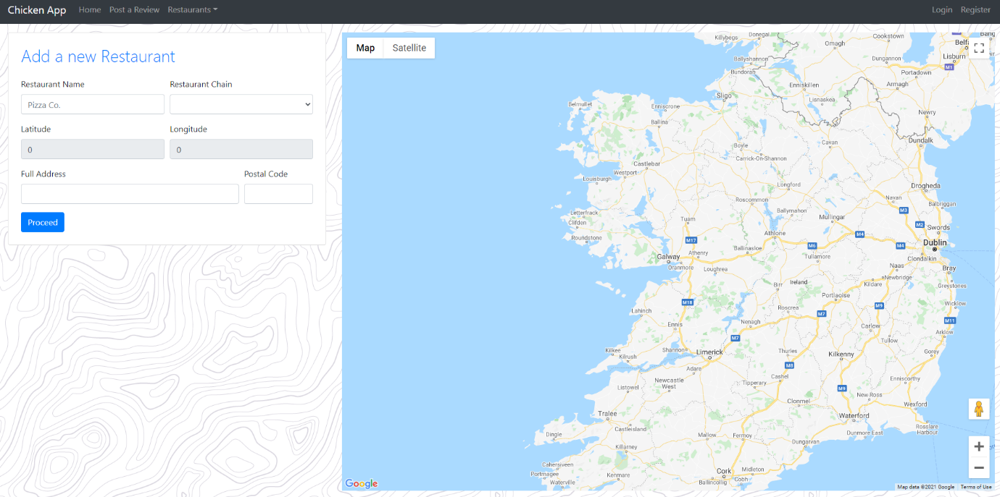 Chicken App Home Post a Review Restaurants Login Register
Add a new Restaurant
Restaurant Name Restaurant Chain
Pizza Co.
Latitude Longitude
0 0
Full Address Postal Code
Proceed
Map Satellite
Killybegs
Donegal
Omagh
Cookstown
Bang
Belf
Lisburn
Dungannon
Ballyshannon
Bundoran
M1
Portadown
Enniskillen
Armagh
Sligo
Lisnaskea
Belmullet
Enniscrone
Newry
Ballina
Dundalk
Boyle
Cavan
Carrick-On-Shannon
Castlebar
Westport
Louisburgh
Longford
Drogheda
Roscommon
Navan
Balbriggan
Letterfrack
Clifden
Tuam
Ballymahon
Mullingar
M3
M2
Swords
Roundstone
M17
Athlone
M4
Dublin
Athenry
Ballinasloe
M6
M4
Galway
Tullamore
Clondalkin
Oranmore
Loughrea
Naas
Bray
Newbridge
Birr
Ireland
Kildare
Greystones
M18
Portlaoise
Lahinch
Roscrea
M7
M9
Wicklow
Ennis
Nenagh
M11
Carlow
Arklow
M7
Tullow
Kilkee
Kilrush
Shannon
Limerick
Thurles
Kilkenny
Gorey
Adare
M8
Cashel
Newcastle
West
Tipperary
Enniscorthy
Listowel
M9
New Ross
Clonmel
Wexford
Tralee
Waterford
Castleisland
Rosslare
Harbour
Dingle
Mallow
Fermoy
Dunmore East
Dungarvan
Killarney
Cahersiveen
Portmagee
Kenmare
Cork
Midleton
Waterville
Ballincollig
Cobh
Google
Map data ©2021 Google Terms of Use